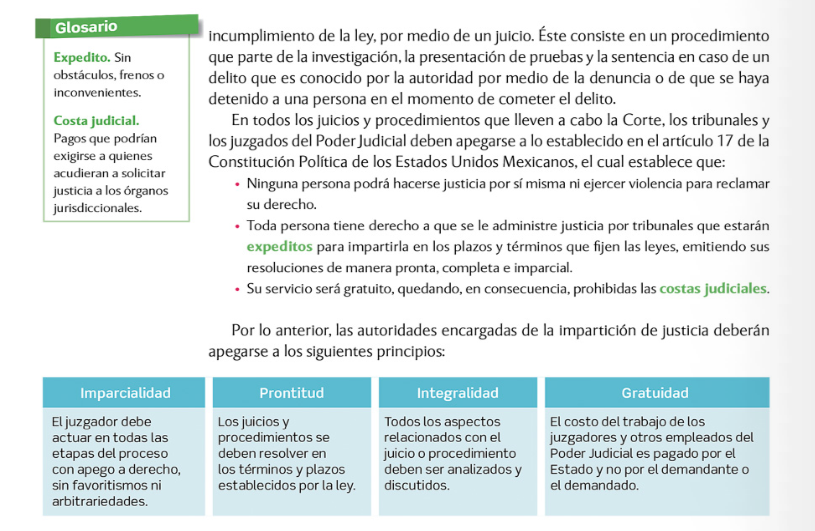 Glosario
Expedito. Sin
obstáculos, frenos o
inconvenientes.
Costa judicial.
Pagos que podrían
exigirse a quienes
acudieran a solicitar
justicia a los órganos
jurisdiccionales.
incumplimiento de la ley, por medio de un juicio. Éste consiste en un procedimiento
que parte de la investigación, la presentación de pruebas y la sentencia en caso de un
delito que es conocido por la autoridad por medio de la denuncia o de que se haya
detenido a una persona en el momento de cometer el delito.
En todos los juicios y procedimientos que lleven a cabo la Corte, los tribunales y
los juzgados del Poder Judicial deben apegarse a lo establecido en el artículo 17 de la
Constitución Política de los Estados Unidos Mexicanos, el cual establece que:
• Ninguna persona podrá hacerse justicia por sí misma ni ejercer violencia para reclamar
su derecho.
• Toda persona tiene derecho a que se le administre justicia por tribunales que estarán
expeditos para impartirla en los plazos y términos que fijen las leyes, emitiendo sus
resoluciones de manera pronta, completa e imparcial.
• Su servicio será gratuito, quedando, en consecuencia, prohibidas las costas judiciales.
Por lo anterior, las autoridades encargadas de la impartición de justicia deberán
apegarse a los siguientes principios:
Imparcialidad
El juzgador debe
actuar en todas las
etapas del proceso
con apego a derecho,
sin favoritismos ni
arbitrariedades.
Prontitud
Los juicios y
procedimientos se
deben resolver en
los términos y plazos
establecidos por la ley.
Integralidad
Todos los aspectos
relacionados con el
juicio o procedimiento
deben ser analizados y
discutidos.
Gratuidad
El costo del trabajo de los
juzgadores y otros empleados del
Poder Judicial es pagado por el
Estado y no por el demandante o
el demandado.